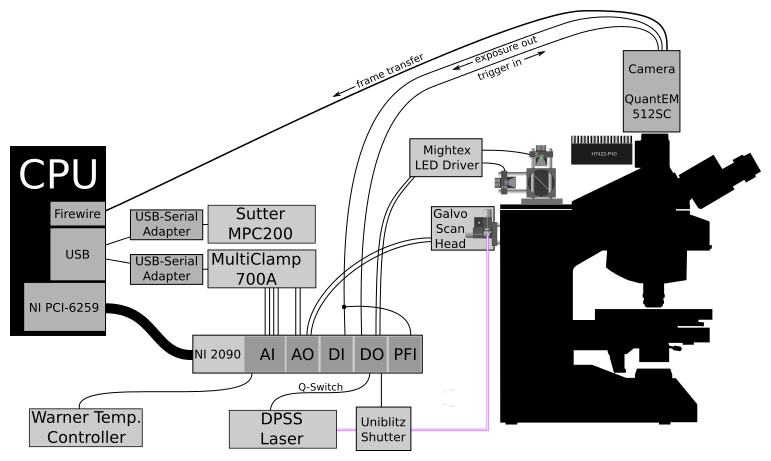 frame transfer
exposure out
trigger in
Camera
QuantEM
512SC
Mightex
LED Driver
H7422-P40
CPU
Firewire
USB
NI PCI-6259
USB-Serial
Adapter
Sutter
MPC200
USB-Serial
Adapter
MultiClamp
700A
Galvo
Scan
Head
NI 2090
AI
AO
DI
DO
PFI
Q-Switch
Warner Temp.
Controller
DPSS
Laser
Uniblitz
Shutter